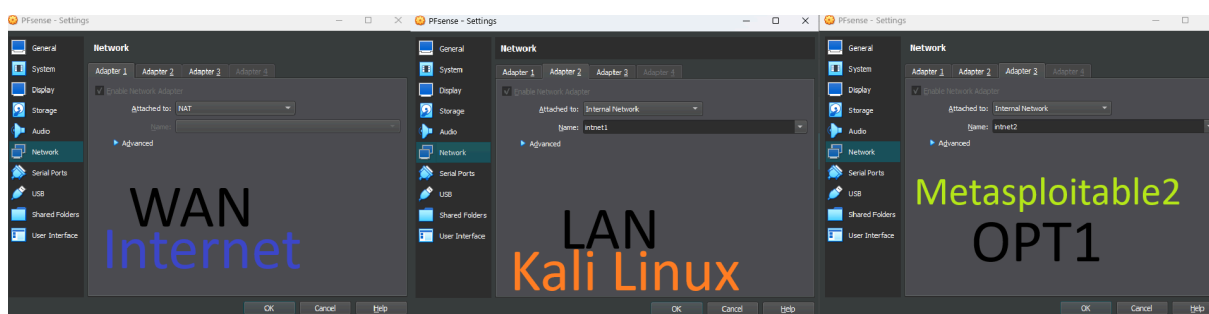 PFsense - Settings
General
System
Display
Storage
Audio
Network
Serial Ports
USB
Shared Folders
User Interface
Network
Adapter 1 Adapter 2 Adapter 3 Adapter 4
Enable Network Adapter
Attached to: NAT
Name:
Advanced
WAN
Internet
OK Cancel Help
PFsense - Settings
General
System
Display
Storage
Audio
Network
Serial Ports
USB
Shared Folders
User Interface
Network
Adapter 1 Adapter 2 Adapter 3 Adapter 4
Enable Network Adapter
Attached to: Internal Network
Name: intnet1
Advanced
LAN
Kali Linux
OK Cancel Help
PFsense - Settings
General
System
Display
Storage
Audio
Network
Serial Ports
USB
Shared Folders
User Interface
Network
Adapter 1 Adapter 2 Adapter 3 Adapter 4
Enable Network Adapter
Attached to: Internal Network
Name: intnet2
Advanced
Metasploitable2
OPT1
OK Cancel Help